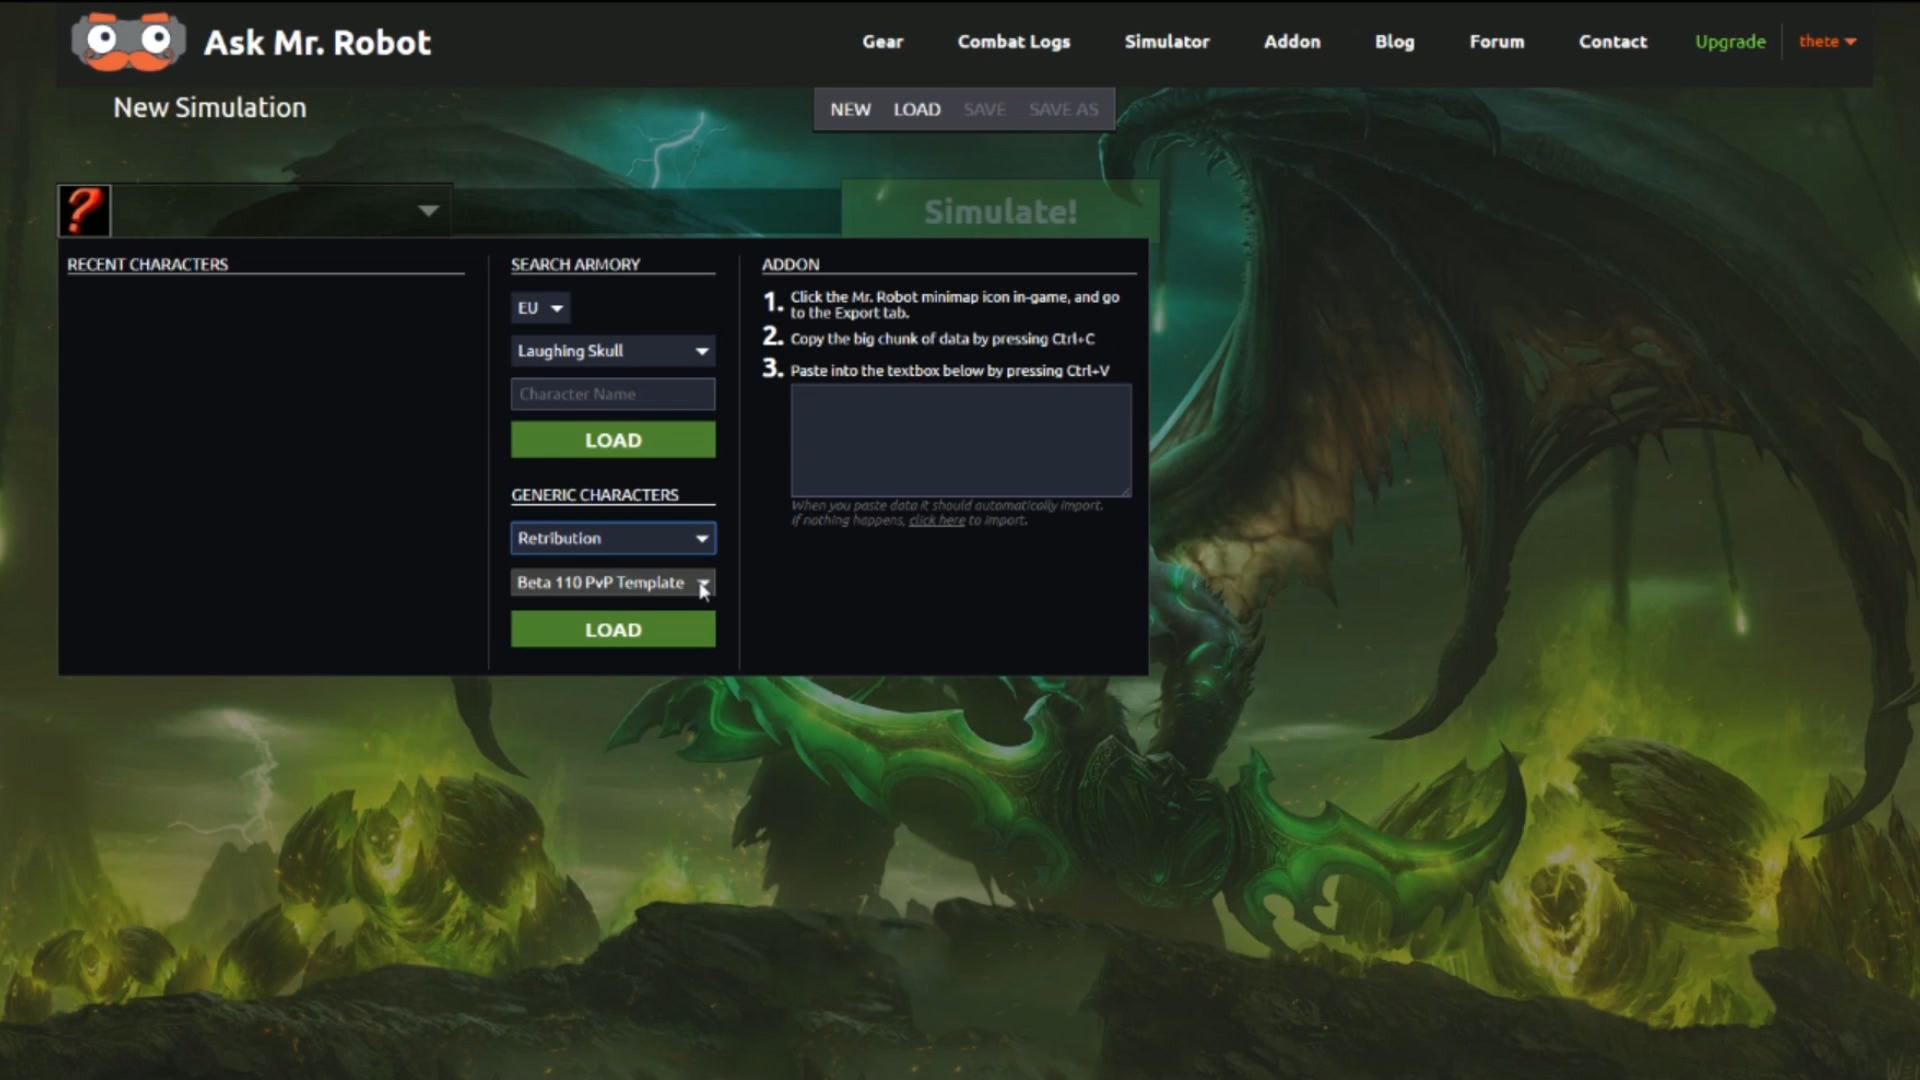 Ask Mr. Robot
Gear
Combat Logs
Simulator
Addon
Blog
Forum
Contact
Upgrade
thete
New Simulation
NEW
LOAD
SAVE
SAVE AS
?
Simulate!
RECENT CHARACTERS
SEARCH ARMORY
EU
Laughing Skull
Character Name
LOAD
GENERIC CHARACTERS
Retribution
Beta 110 PvP Template
LOAD
ADDON
1. Click the Mr. Robot minimap icon in-game, and go
to the Export tab.
2. Copy the big chunk of data by pressing Ctrl+C
3. Paste into the textbox below by pressing Ctrl+V
When you paste data it should automatically import.
If nothing happens, click here to import.